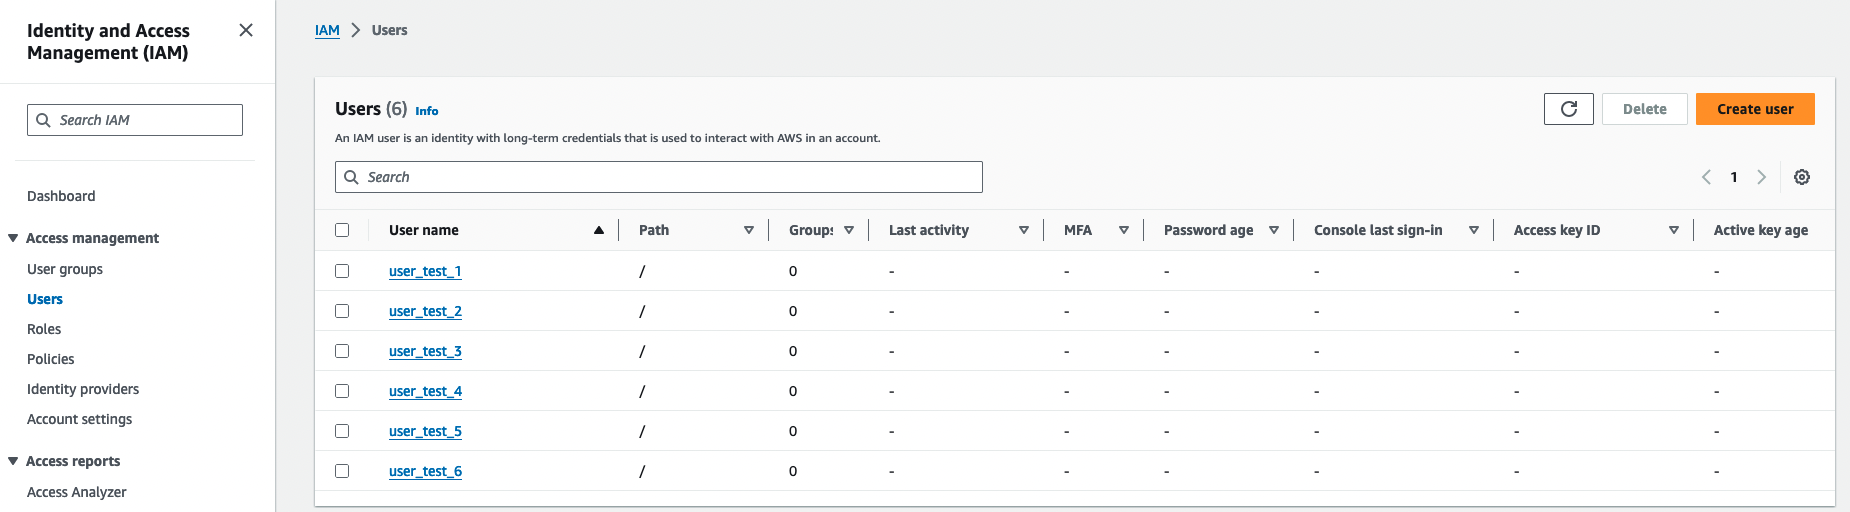 Identity and Access
Management (IAM)
Search IAM
Dashboard
Access management
User groups
Users
Roles
Policies
Identity providers
Account settings
Access reports
Access Analyzer
IAM > Users
Users (6) Info
Delete
Create user
An IAM user is an identity with long-term credentials that is used to interact with AWS in an account.
Search
1
User name Path Groups Last activity MFA Password age Console last sign-in Access key ID Active key age
user_test_1 / 0 - - - - - -
user_test_2 / 0 - - - - - -
user_test_3 / 0 - - - - - -
user_test_4 / 0 - - - - - -
user_test_5 / 0 - - - - - -
user_test_6 / 0 - - - - - -